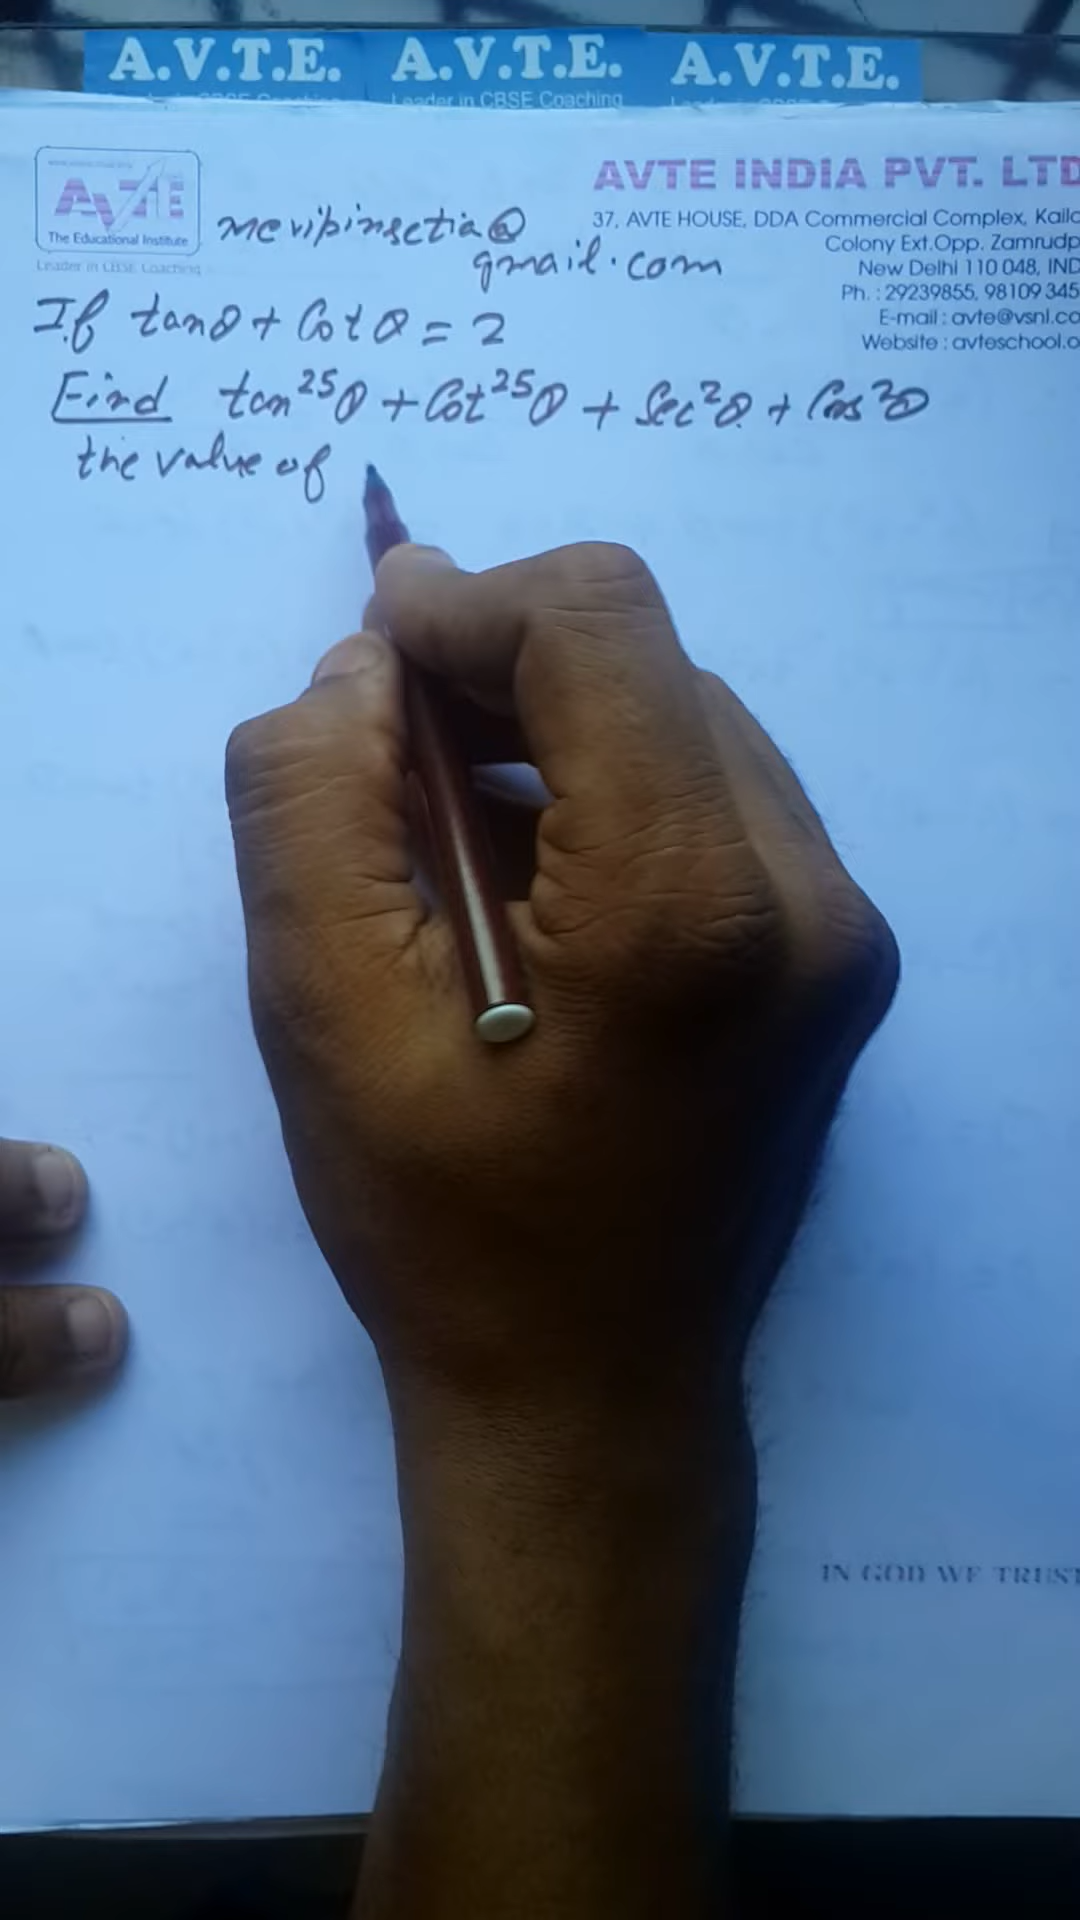 A.V.T.E. A.V.T.E. A.V.T.E.
Leader in CBSE Coaching
AVTE
The Educational Institute
Leader in CBSE Coaching
AVTE INDIA PVT. LTD
37, AVTE HOUSE, DDA Commercial Complex, Kaila
Colony Ext.Opp. Zamrudp
New Delhi 110 048, IND
Ph. : 29239855, 98109 345
E-mail : avte@vsnl.co
Website : avteschool.o
mevipinsetia@
gmail.com
If tanθ + Cotθ = 2
Find tan²⁵θ + Cot²⁵θ + Sec²θ + Cos²θ
the value of
IN GOD WE TRUST